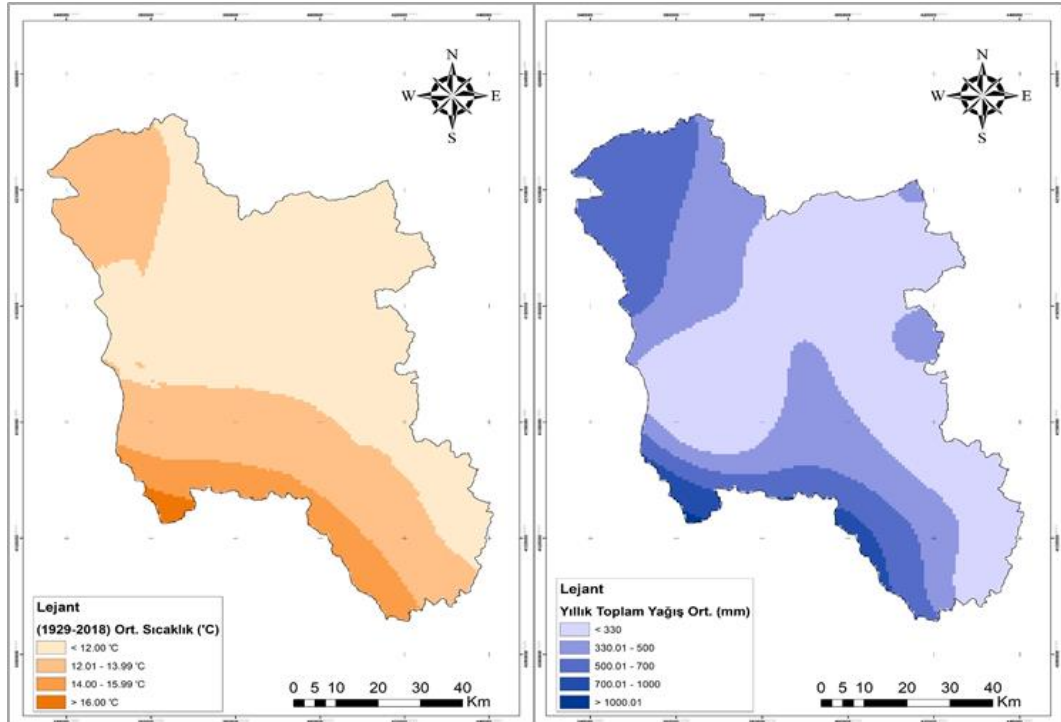 N
W E
S
Lejant
(1929-2018) Ort. Sıcaklık (°C)
< 12.00 °C
12.01 - 13.99 °C
14.00 - 15.99 °C
> 16.00 °C
0 5 10 20 30 40
Km
N
W E
S
Lejant
Yıllık Toplam Yağış Ort. (mm)
< 330
330.01 - 500
500.01 - 700
700.01 - 1000
> 1000.01
0 5 10 20 30 40
Km